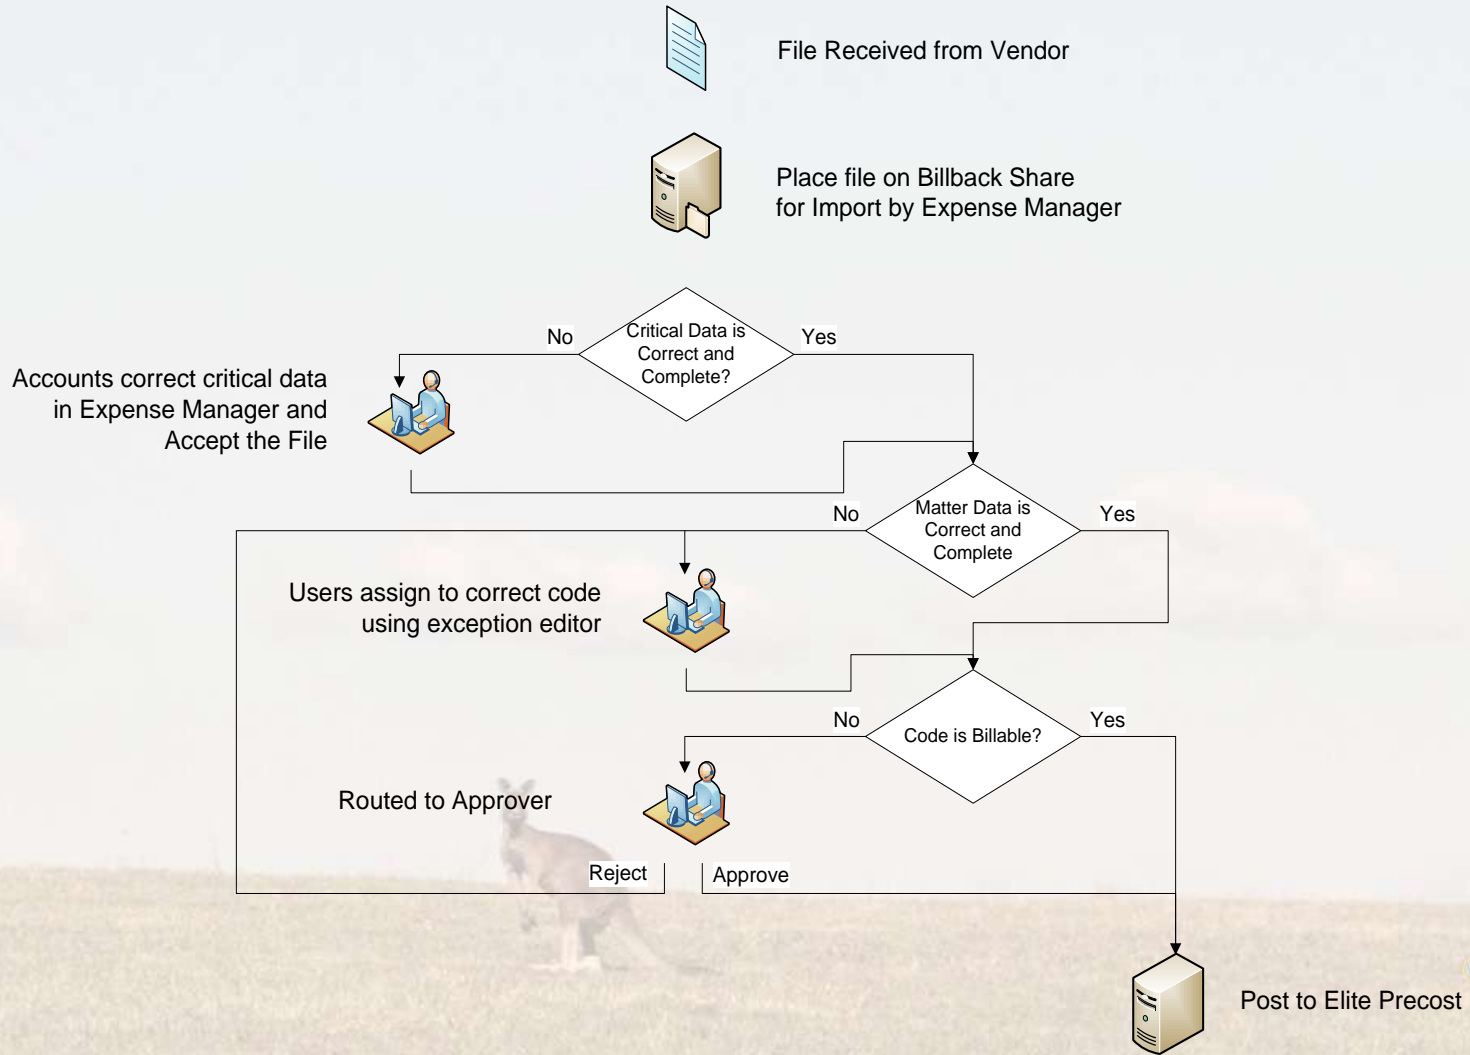 File Received from Vendor
Place file on Billback Share
for Import by Expense Manager
No
Critical Data is
Correct and
Complete?
Yes
Accounts correct critical data
in Expense Manager and
Accept the File
No
Matter Data is
Correct and
Complete
Yes
Users assign to correct code
using exception editor
No
Code is Billable?
Yes
Routed to Approver
Reject
Approve
Post to Elite Precost